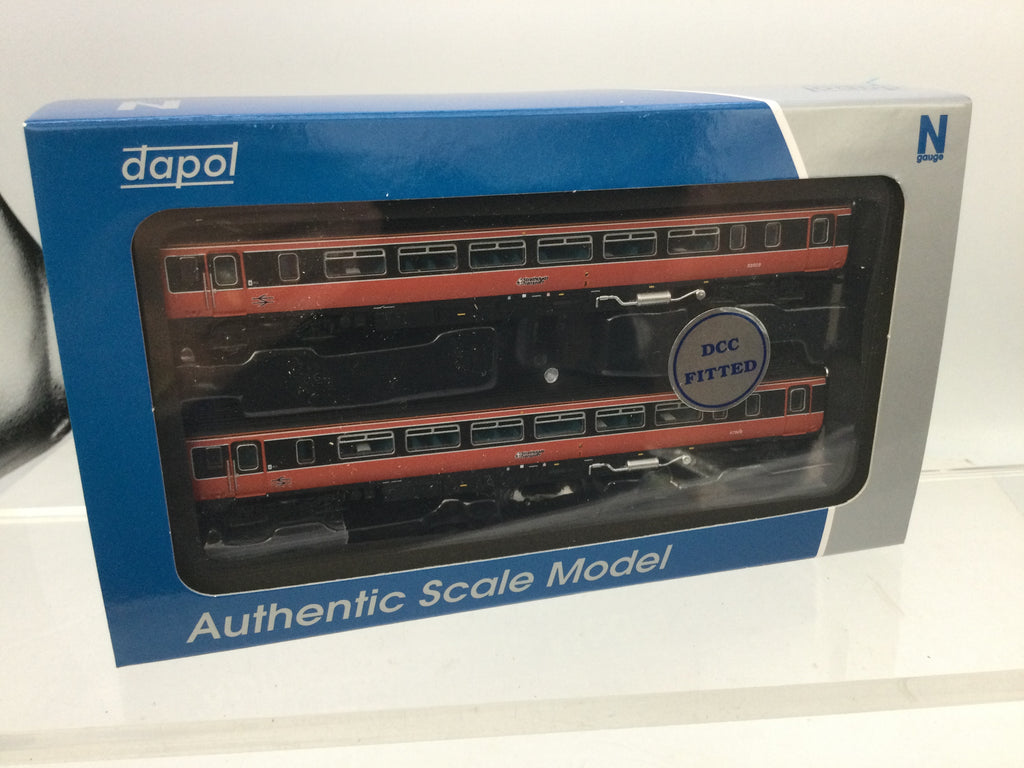 N
dapol
N
gauge
DCC
FITTED
Authentic Scale Model